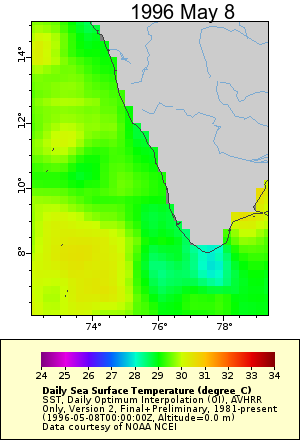 1996 May 8
14°
12°
10°
8°
74°
76°
78°
24 25 26 27 28 29 30 31 32 33 34
Daily Sea Surface Temperature (degree_C)
SST, Daily Optimum Interpolation (OI), AVHRR
Only, Version 2, Final+Preliminary, 1981-present
(1996-05-08T00:00:00Z, Altitude=0.0 m)
Data courtesy of NOAA NCEI